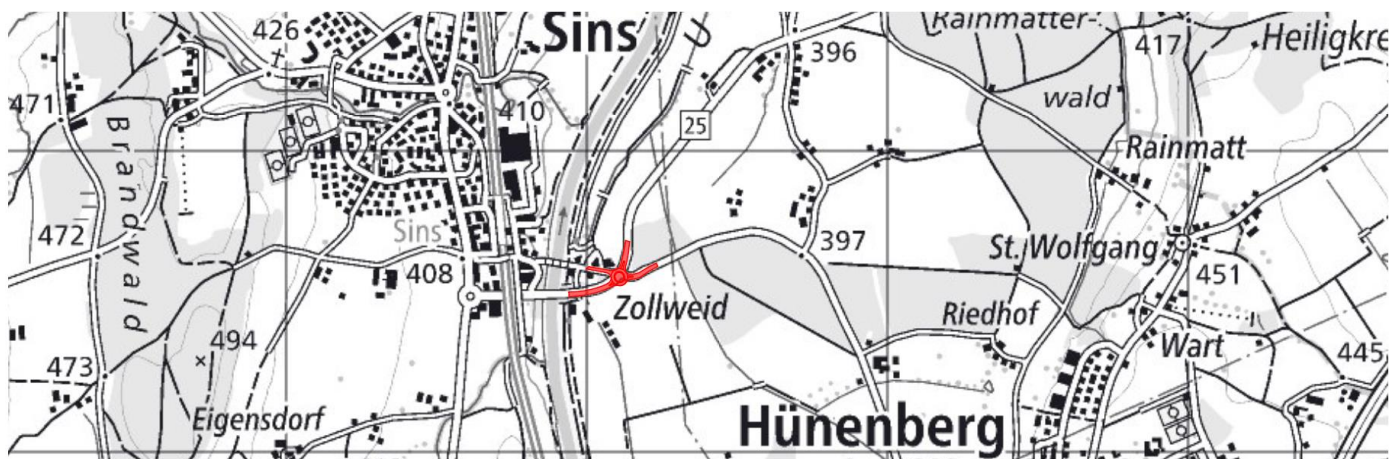 Sins
426
396
417
Rainmatter-
wald
471
Brandwald
410
25
Rainmatt
472
Sins
408
397
St. Wolfgang
451
Zollweid
Riedhof
Wart
494
473
445
Eigensdorf
Hünenberg